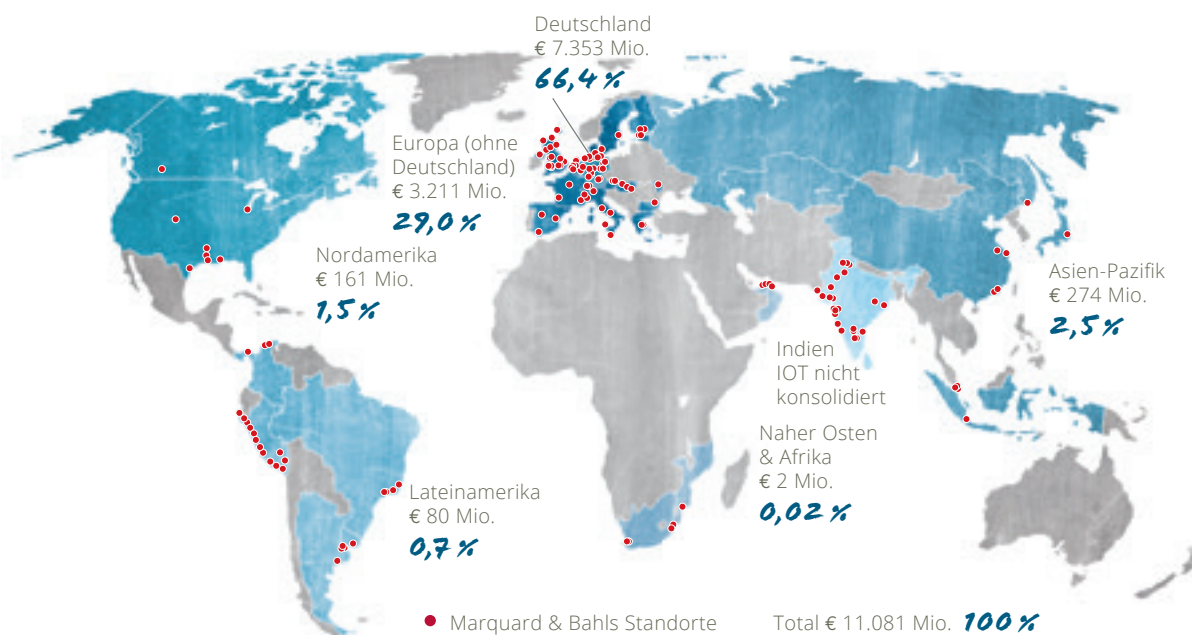 Deutschland
€ 7.353 Mio.
66,4 %
Europa (ohne
Deutschland)
€ 3.211 Mio.
29,0 %
Nordamerika
€ 161 Mio.
1,5 %
Asien-Pazifik
€ 274 Mio.
2,5 %
Indien
IOT nicht
konsolidiert
Naher Osten
& Afrika
€ 2 Mio.
0,02 %
Lateinamerika
€ 80 Mio.
0,7 %
Marquard & Bahls Standorte
Total € 11.081 Mio. 100 %